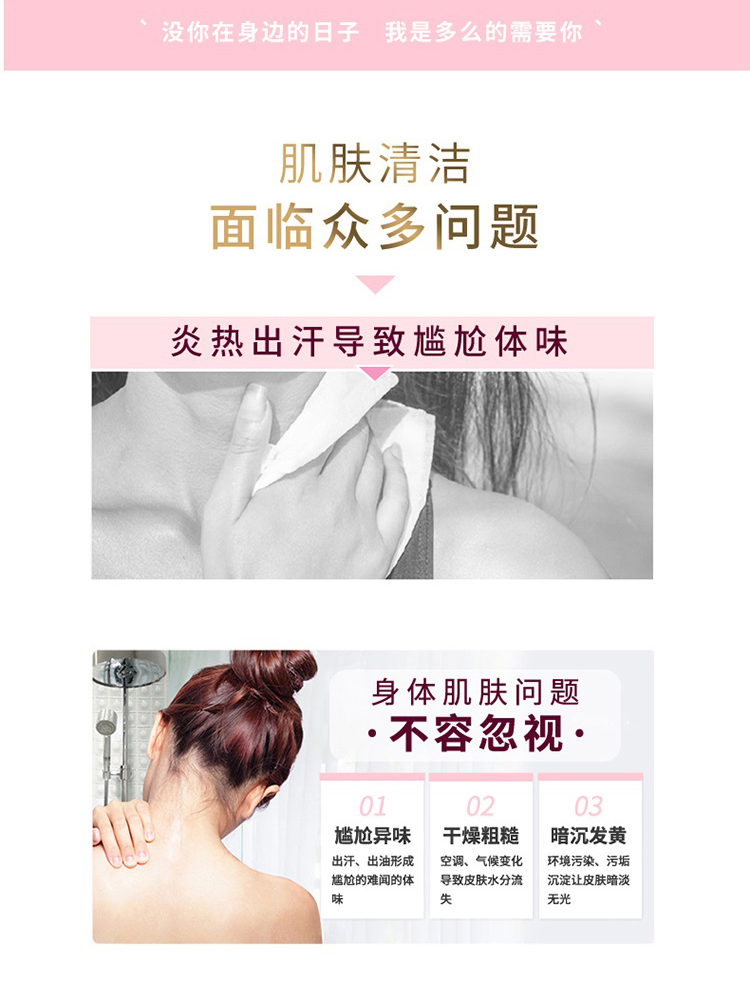 、没你在身边的日子 我是多么的需要你、
肌肤清洁
面临众多问题
炎热出汗导致尴尬体味
身体肌肤问题
·不容忽视·
01
尴尬异味
出汗、出油形成
尴尬的难闻的体
味
02
干燥粗糙
空调、气候变化
导致皮肤水分流
失
03
暗沉发黄
环境污染、污垢
沉淀让皮肤暗淡
无光